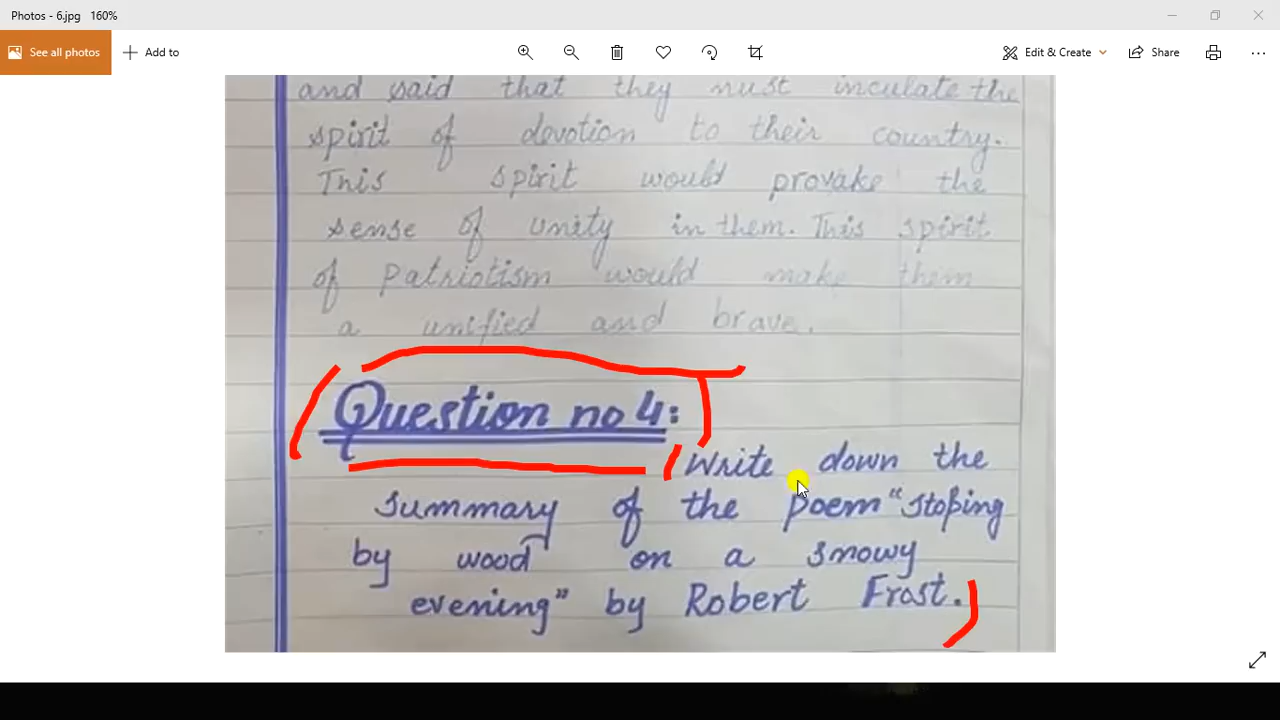 Photos - 6.jpg 160%
See all photos
Add to
Edit & Create
Share
and said that they nust inculate the
spirit of devotion to their country.
This spirit would provake the
sense of unity in them. This spirit
of patriotism would make them
a unified and brave.
Question no 4:
Write down the
summary of the poem "stoping
by wood on a snowy
evening" by Robert Frost.